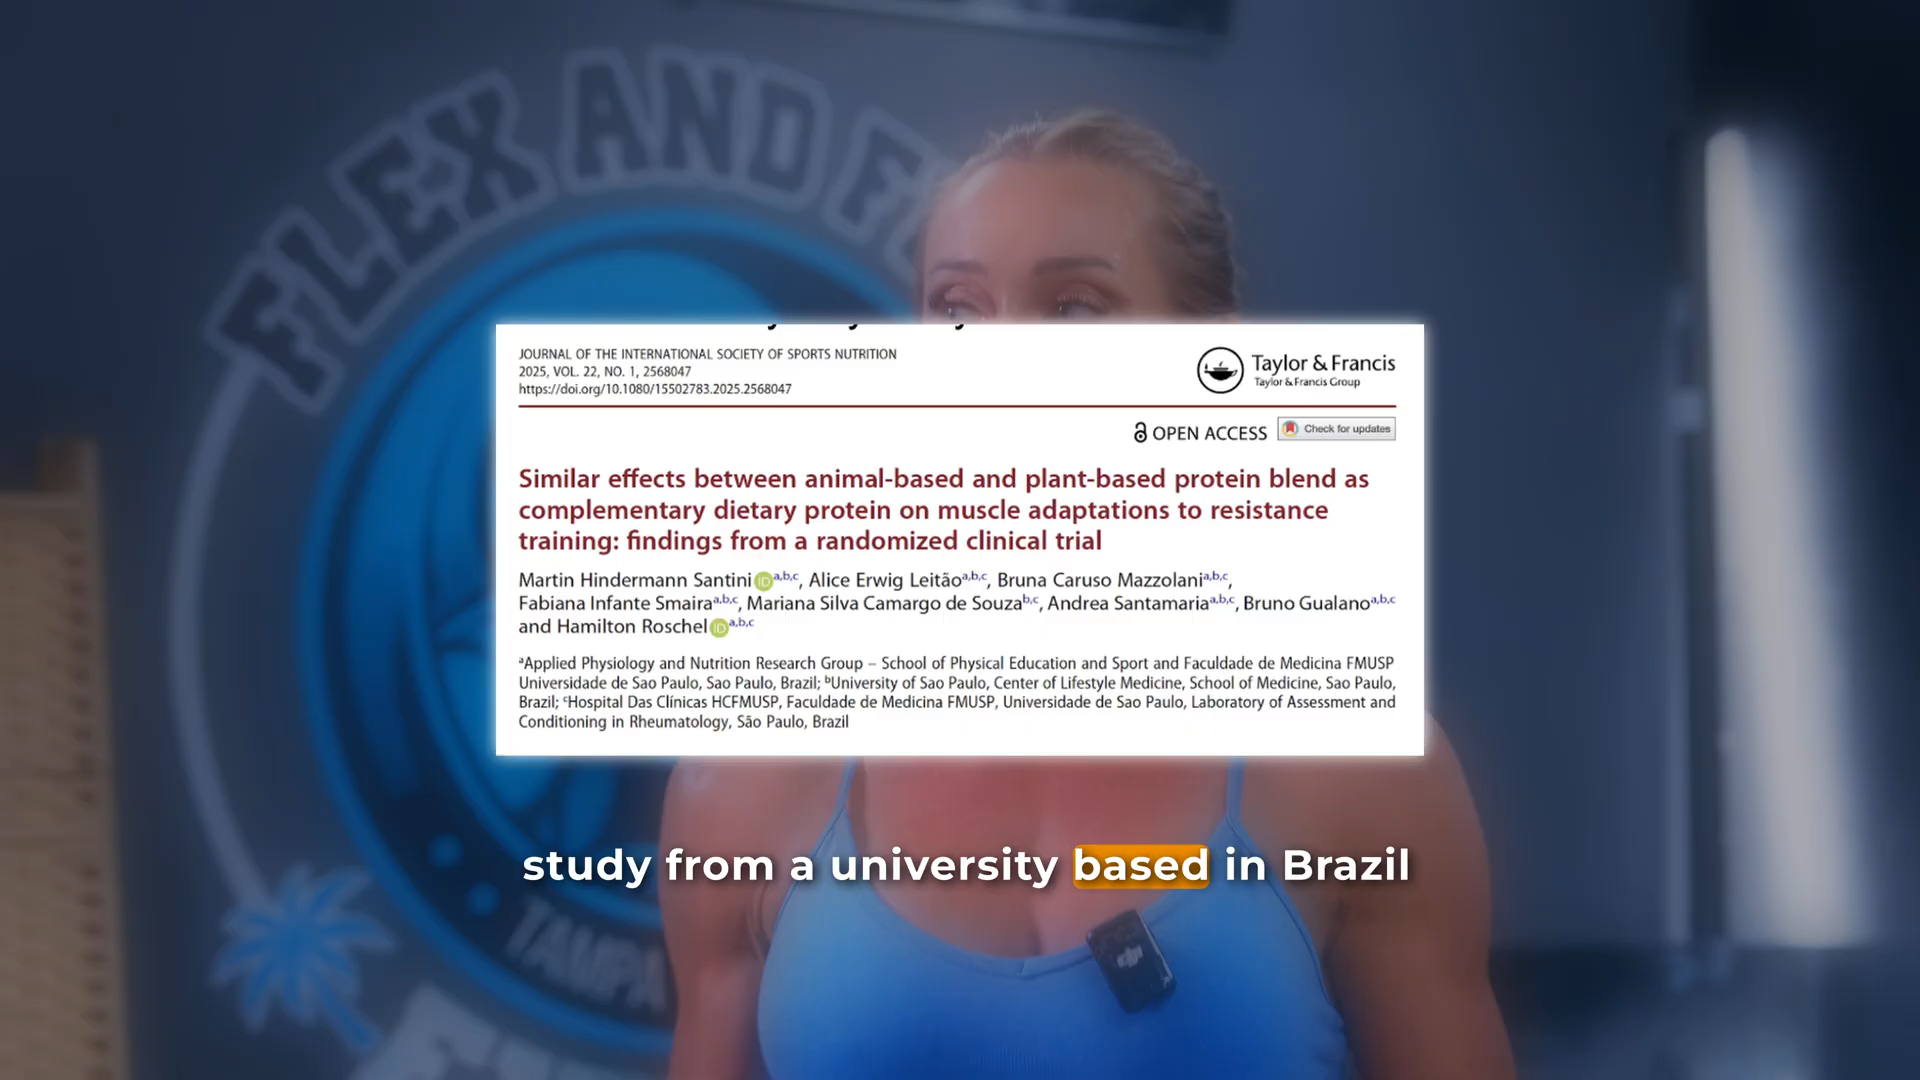 FLEX AND
JOURNAL OF THE INTERNATIONAL SOCIETY OF SPORTS NUTRITION
2025, VOL. 22, NO. 1, 2568047
https://doi.org/10.1080/15502783.2025.2568047
Taylor & Francis
Taylor & Francis Group
OPEN ACCESS
Check for updates
Similar effects between animal-based and plant-based protein blend as
complementary dietary protein on muscle adaptations to resistance
training: findings from a randomized clinical trial
Martin Hindermann Santini iD a,b,c, Alice Erwig Leitão a,b,c, Bruna Caruso Mazzolani a,b,c,
Fabiana Infante Smaira a,b,c, Mariana Silva Camargo de Souza b,c, Andrea Santamaria a,b,c, Bruno Gualano a,b,c
and Hamilton Roschel iD a,b,c
aApplied Physiology and Nutrition Research Group – School of Physical Education and Sport and Faculdade de Medicina FMUSP
Universidade de Sao Paulo, Sao Paulo, Brazil; bUniversity of Sao Paulo, Center of Lifestyle Medicine, School of Medicine, Sao Paulo,
Brazil; cHospital Das Clínicas HCFMUSP, Faculdade de Medicina FMUSP, Universidade de Sao Paulo, Laboratory of Assessment and
Conditioning in Rheumatology, São Paulo, Brazil
study from a university based in Brazil
TAMPA
dji